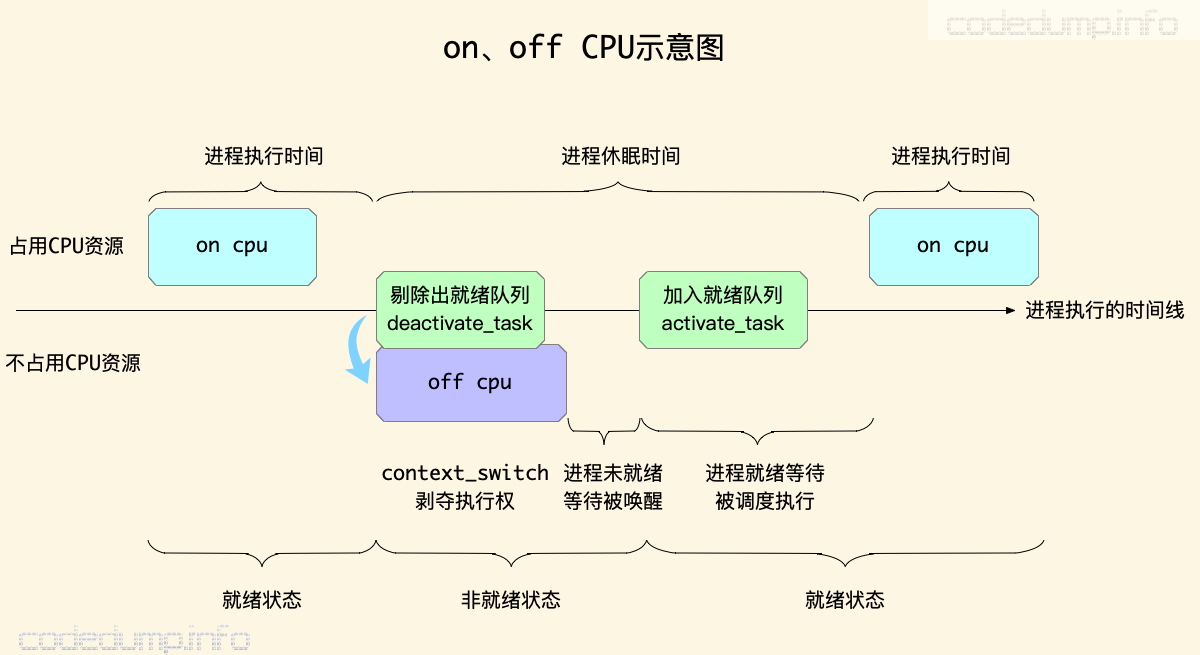 codedumpinfo
on、off CPU示意图
进程执行时间
进程休眠时间
进程执行时间
占用CPU资源
on cpu
on cpu
剔除出就绪队列
deactivate_task
加入就绪队列
activate_task
进程执行的时间线
不占用CPU资源
off cpu
context_switch
剥夺执行权
进程未就绪
等待被唤醒
进程就绪等待
被调度执行
就绪状态
非就绪状态
就绪状态
codedumpinfo